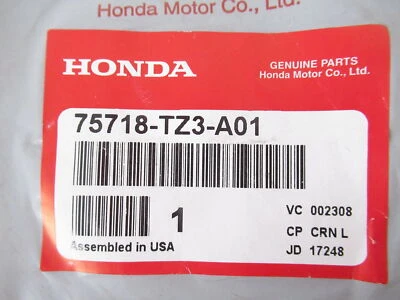 HONDA
Honda Motor Co., Ltd.
HONDA
GENUINE PARTS
Honda Motor Co., Ltd.
75718-TZ3-A01
1
VC 002308
CP CRN L
Assembled in USA
JD 17248